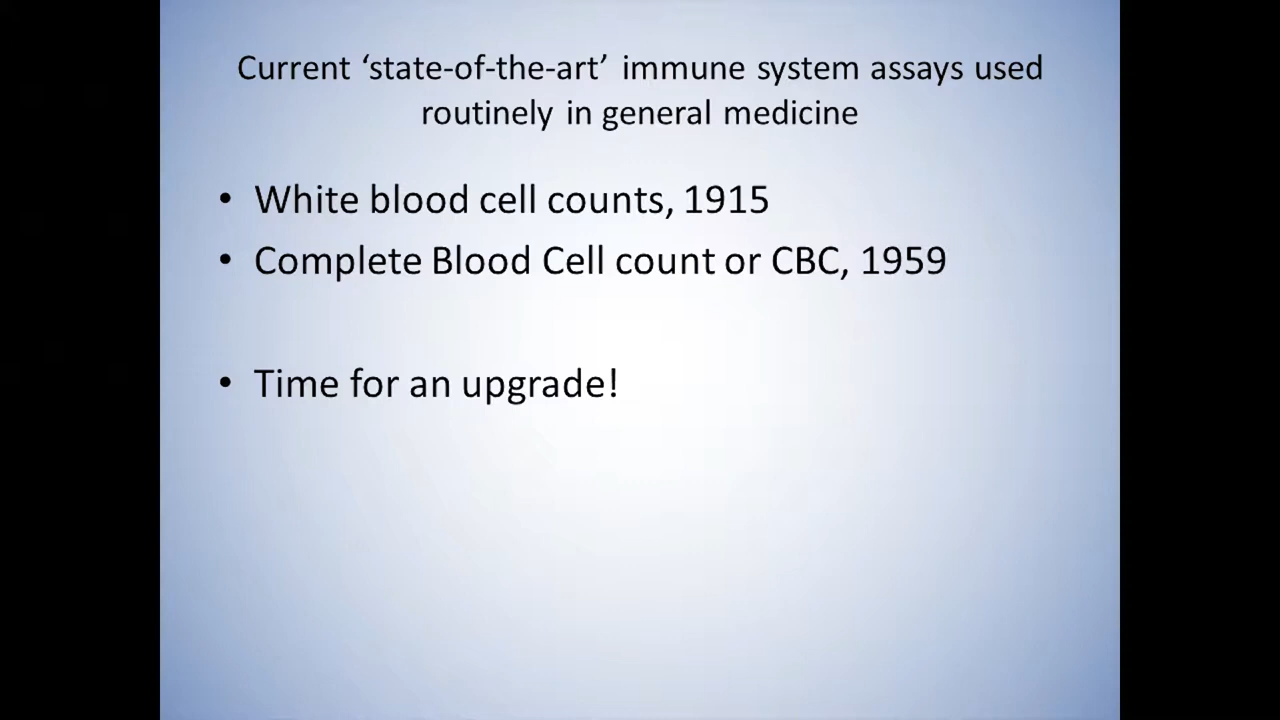 Current ‘state-of-the-art’ immune system assays used
routinely in general medicine
• White blood cell counts, 1915
• Complete Blood Cell count or CBC, 1959
• Time for an upgrade!